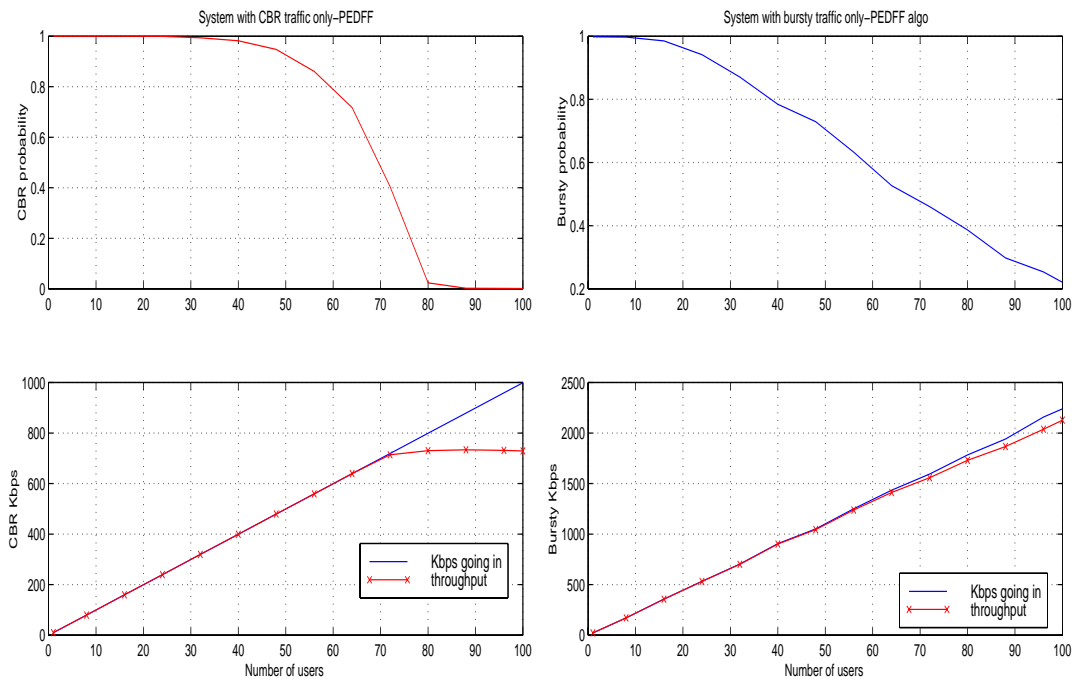 System with CBR traffic only−PEDFF
CBR probability
1
0.8
0.6
0.4
0.2
0
0 10 20 30 40 50 60 70 80 90 100
System with bursty traffic only−PEDFF algo
Bursty probability
1
0.8
0.6
0.4
0.2
0 10 20 30 40 50 60 70 80 90 100
CBR Kbps
1000
800
600
400
200
0
0 10 20 30 40 50 60 70 80 90 100
Number of users
Kbps going in
throughput
Bursty Kbps
2500
2000
1500
1000
500
0
0 10 20 30 40 50 60 70 80 90 100
Number of users
Kbps going in
throughput